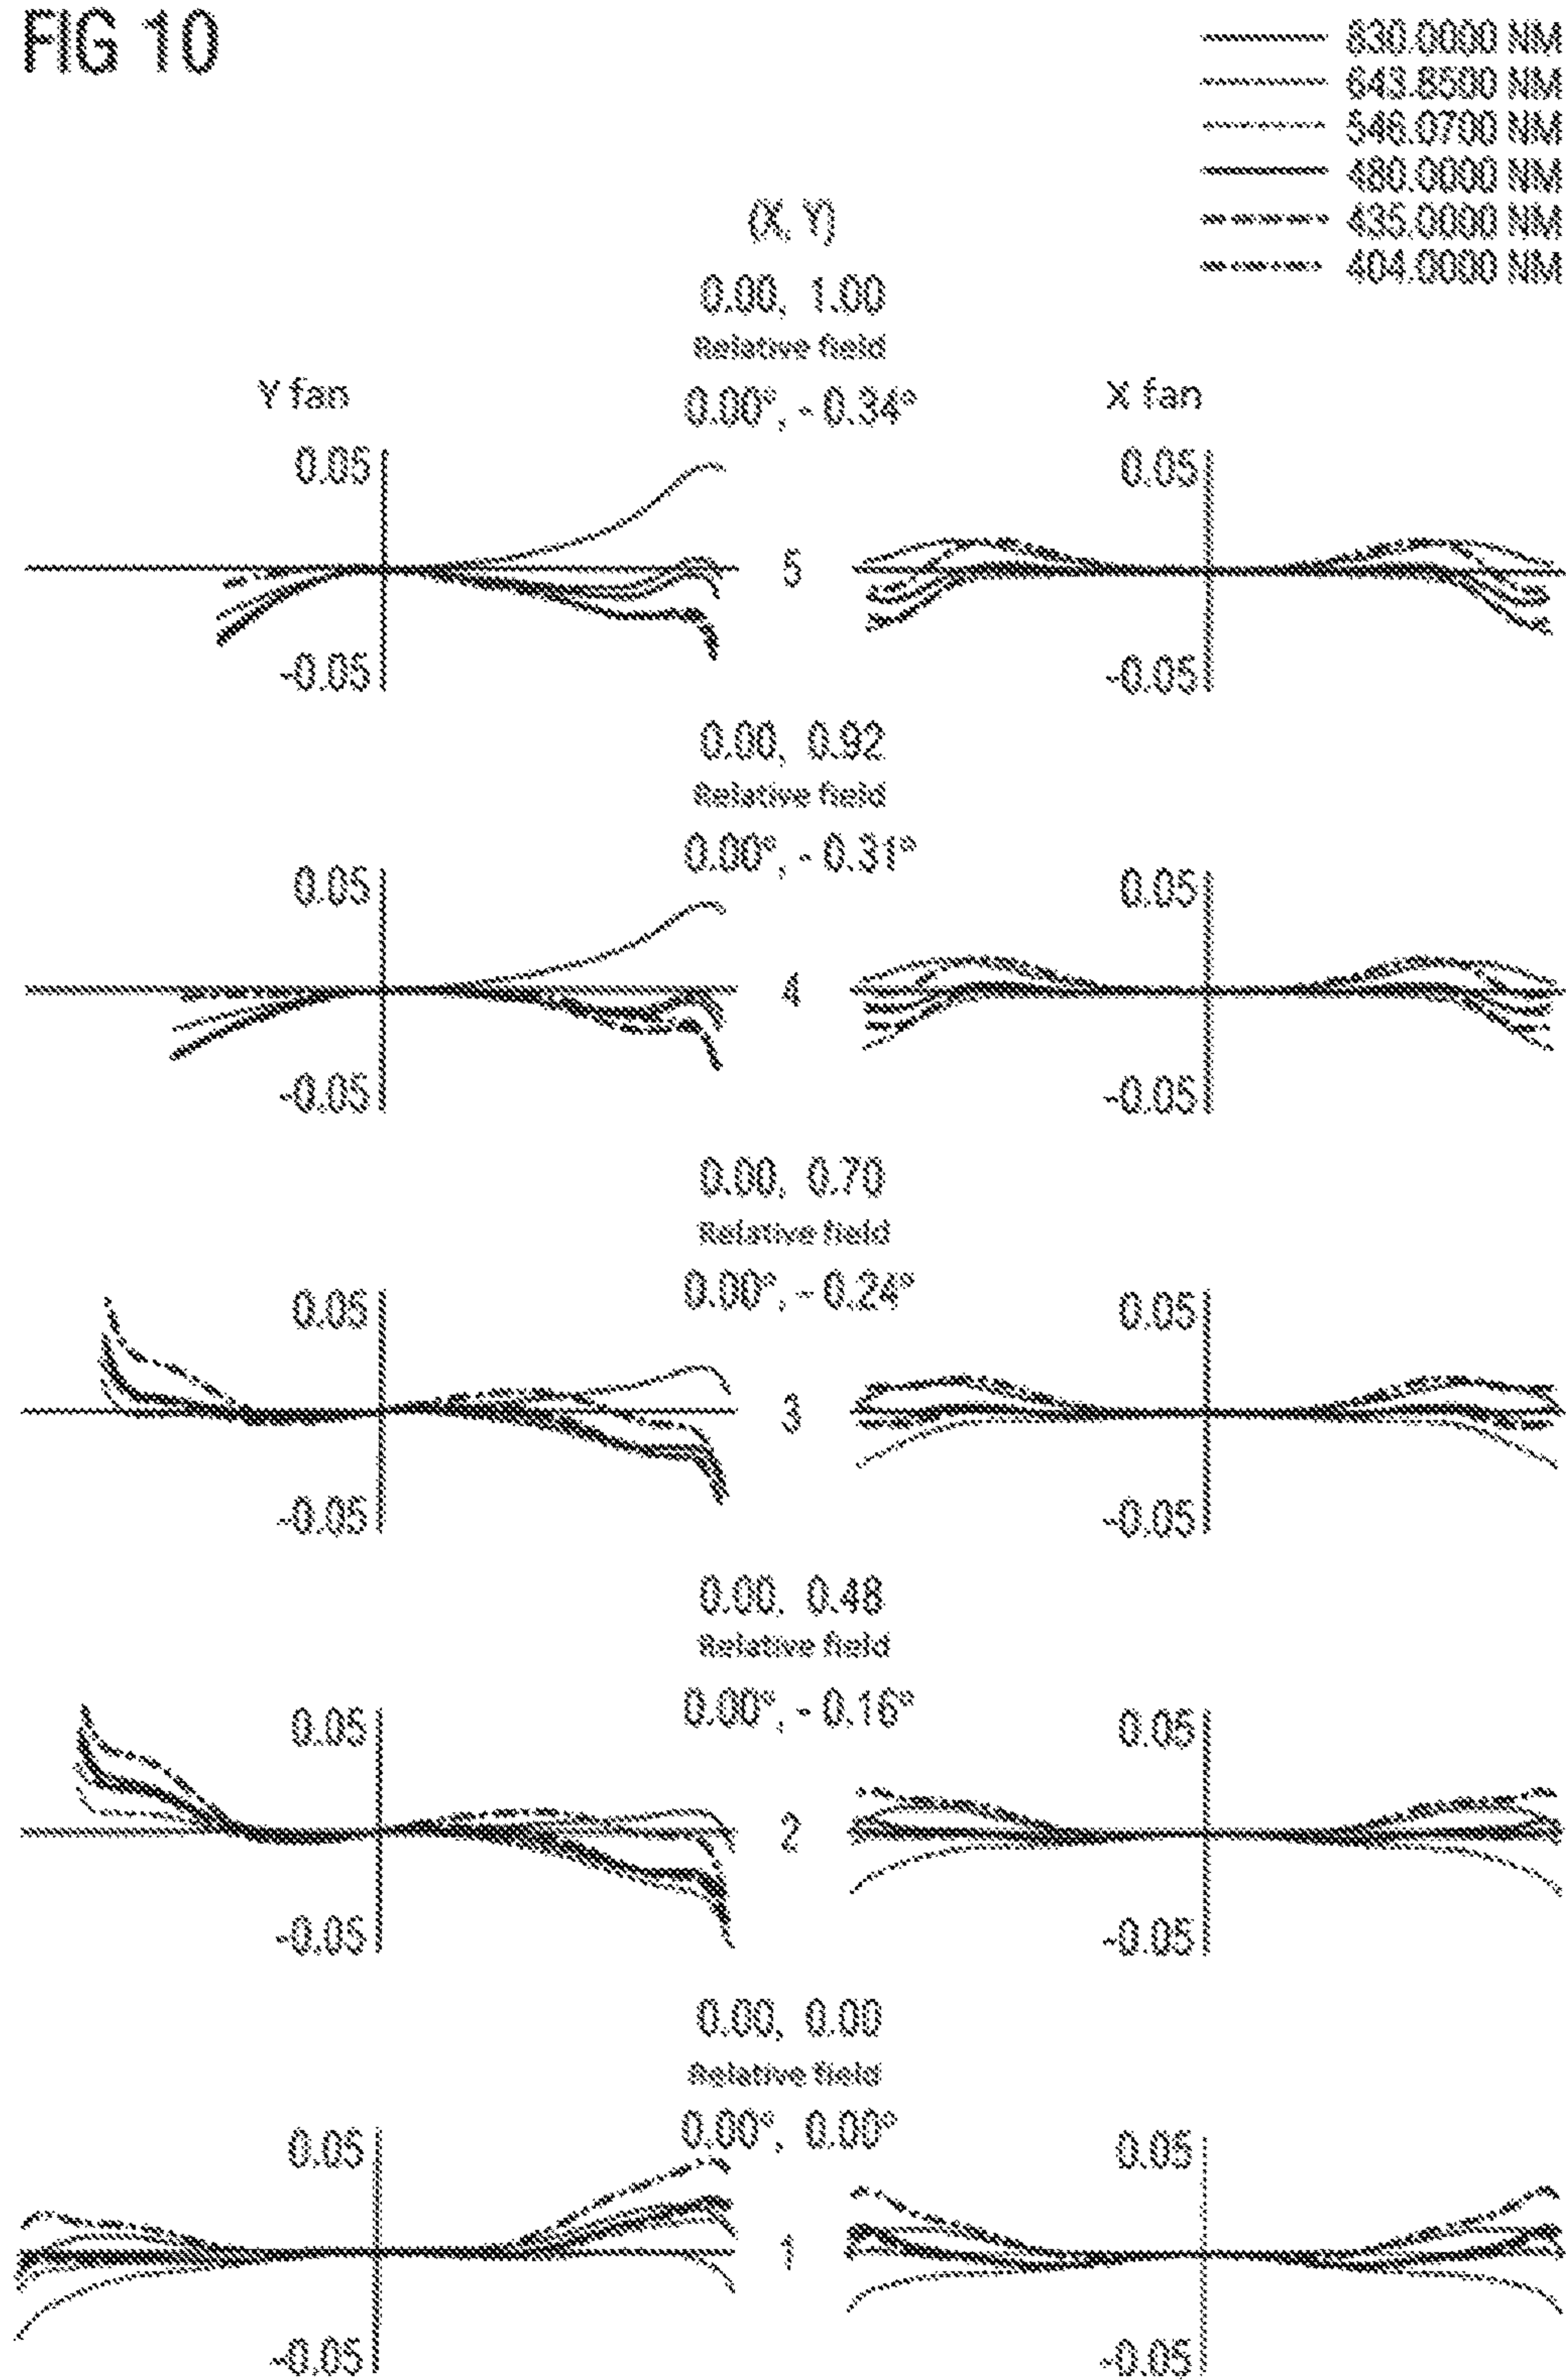 FIG 10
830.0000 NM
643.8500 NM
546.0700 NM
480.0000 NM
435.0000 NM
404.0000 NM
(X, Y)
0.00, 1.00
Relative field
Y fan 0.00°, - 0.34° X fan
0.05 0.05
5
-0.05 -0.05
0.00, 0.92
Relative field
0.00°, - 0.31°
0.05 0.05
4
-0.05 -0.05
0.00, 0.70
Relative field
0.00°, - 0.24°
0.05 0.05
3
-0.05 -0.05
0.00, 0.48
Relative field
0.00°, - 0.16°
0.05 0.05
2
-0.05 -0.05
0.00, 0.00
Relative field
0.00°, 0.00°
0.05 0.05
1
-0.05 -0.05